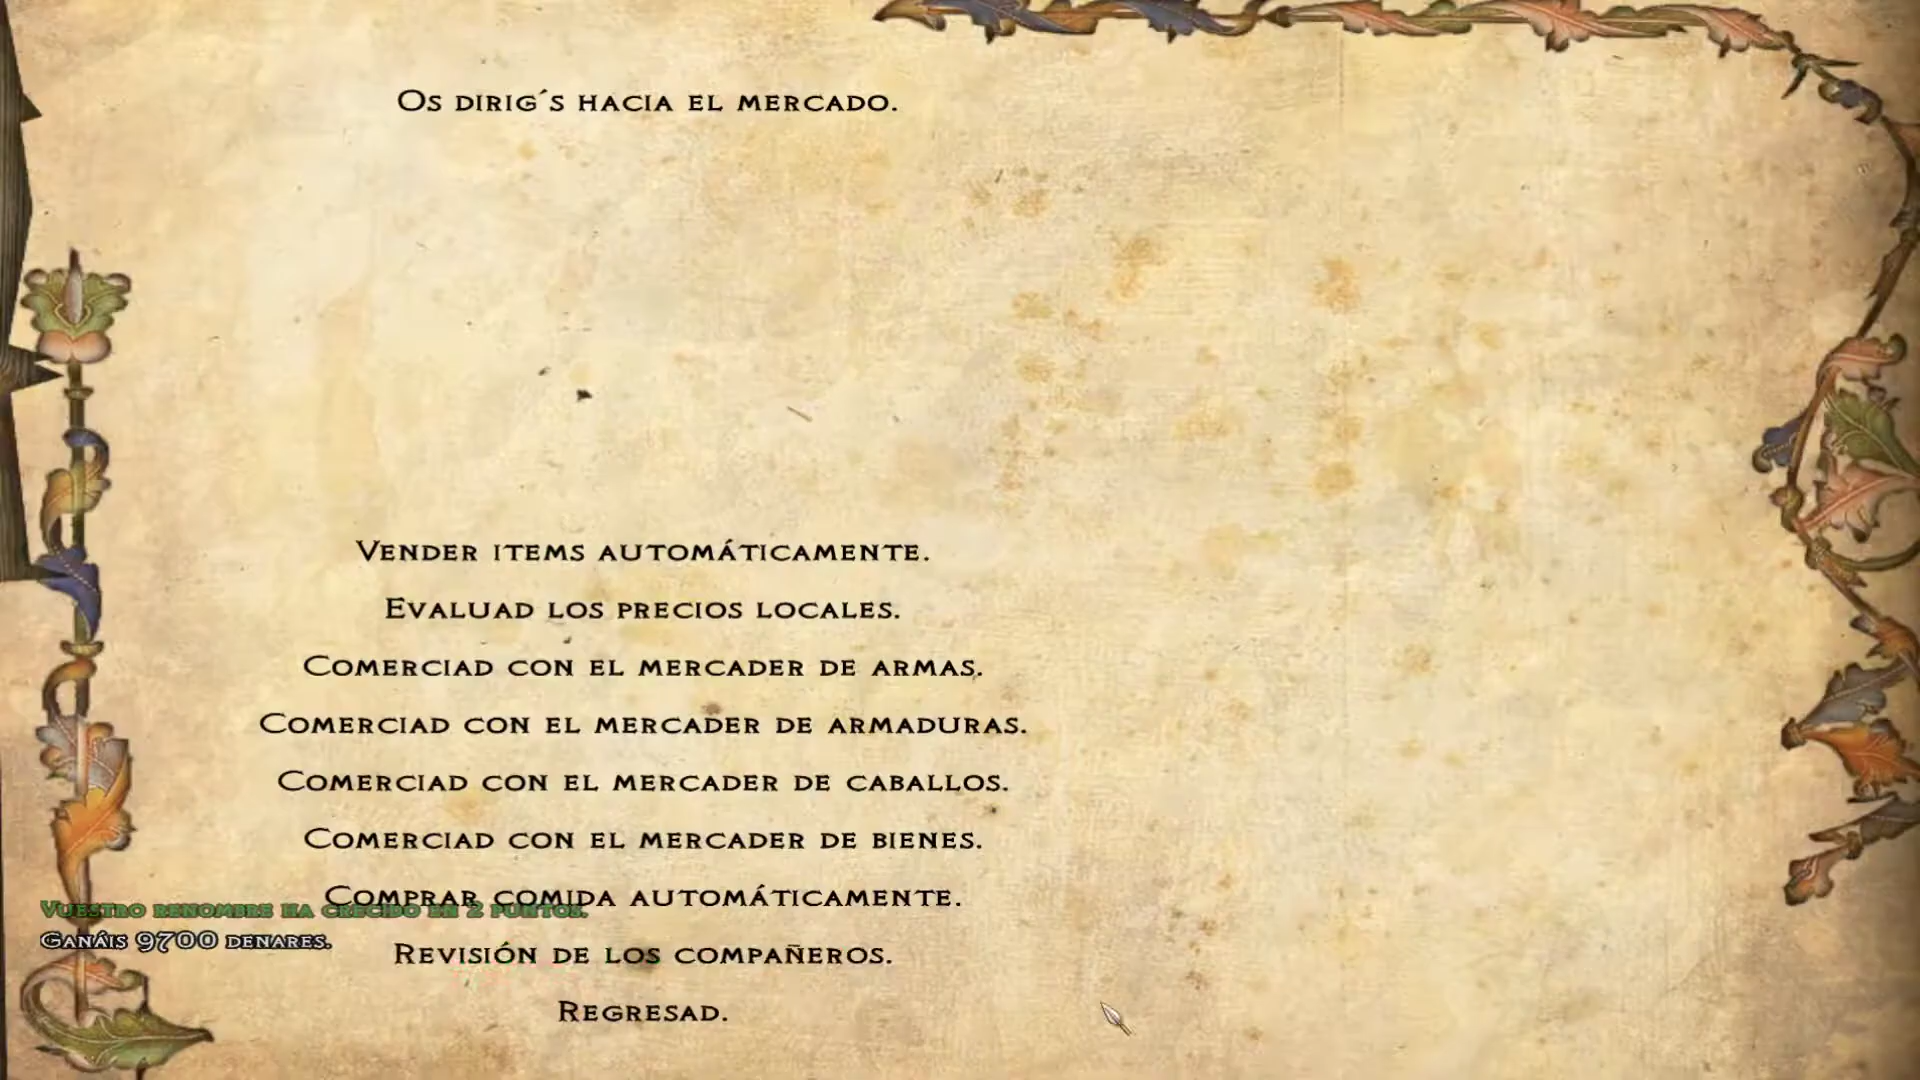 Os dirig´s hacia el mercado.
Vender items automáticamente.
Evaluad los precios locales.
Comerciad con el mercader de armas.
Comerciad con el mercader de armaduras.
Comerciad con el mercader de caballos.
Comerciad con el mercader de bienes.
Comprar comida automáticamente.
Vuestro renombre ha crecido en 2 puntos.
Ganáis 9700 denares.
Revisión de los compañeros.
Regresad.